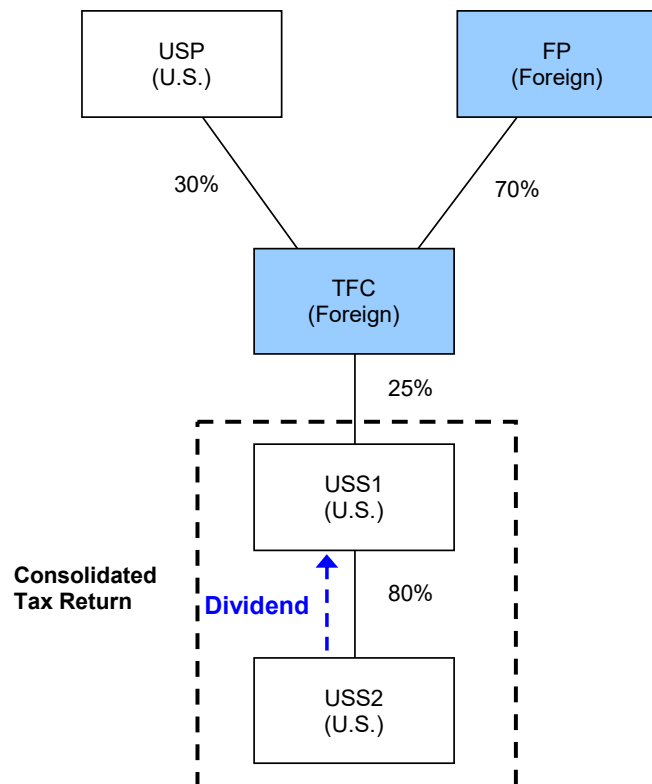 USP
(U.S.)
FP
(Foreign)
30%
70%
TFC
(Foreign)
25%
USS1
(U.S.)
Consolidated
Tax Return
Dividend
80%
USS2
(U.S.)